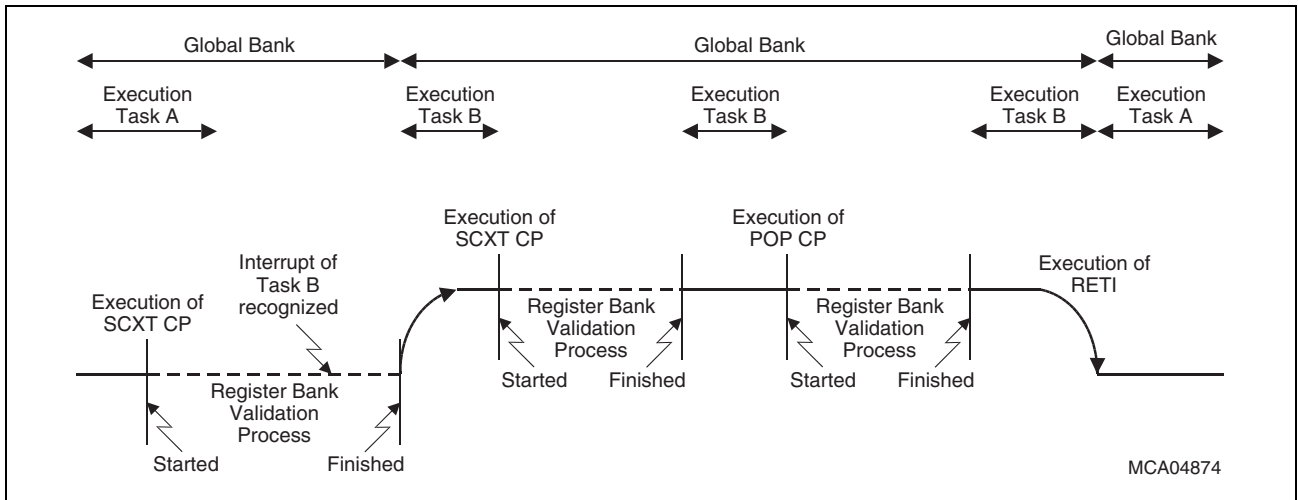 Global Bank
Global Bank
Global Bank
Execution
Task A
Execution
Task B
Execution
Task B
Execution
Task B
Execution
Task A
Execution of
SCXT CP
Interrupt of
Task B
recognized
Register Bank
Validation
Process
Started
Finished
Execution of
SCXT CP
Register Bank
Validation
Process
Started
Finished
Execution of
POP CP
Register Bank
Validation
Process
Started
Finished
Execution of
RETI
MCA04874